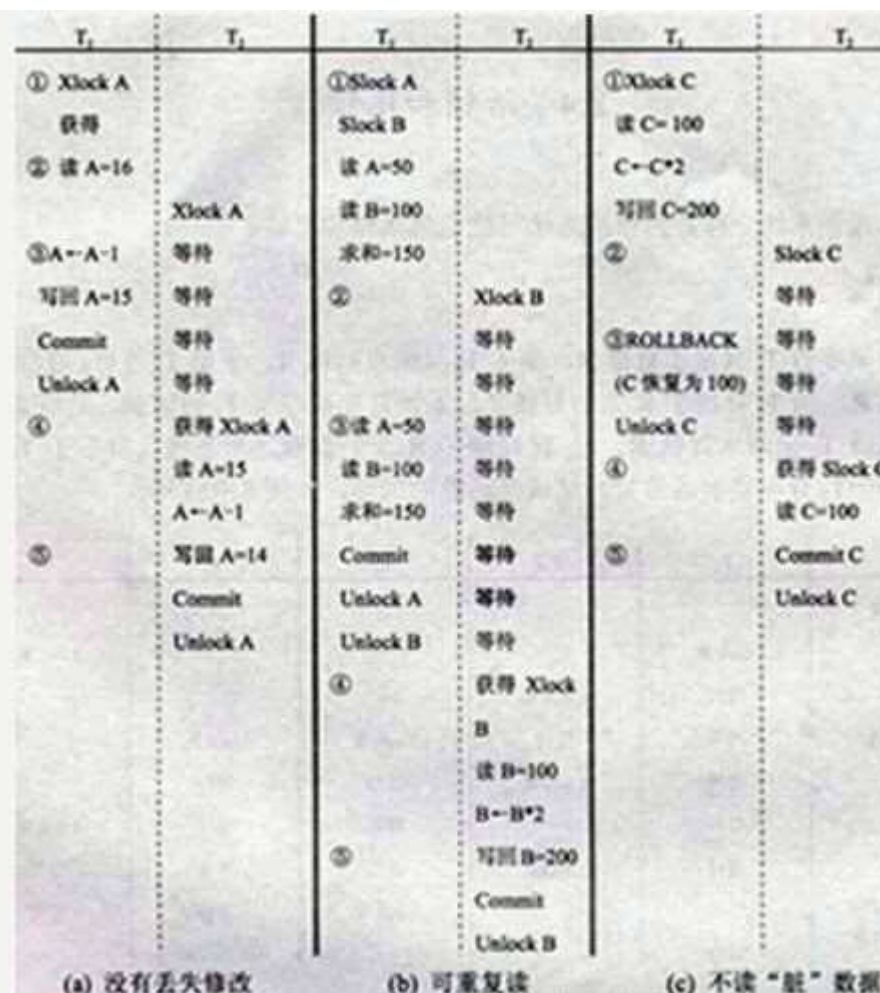 T₁ T₂ T₁ T₂ T₁ T₂
① Xlock A ①Slock A ①Xlock C
获得 Slock B 读 C= 100
② 读 A=16 读 A=50 C←C*2
Xlock A 读 B=100 写回 C=200
③A←A-1 等待 求和=150 ② Slock C
写回 A=15 等待 ② Xlock B 等待
Commit 等待 等待 ③ROLLBACK 等待
Unlock A 等待 等待 (C 恢复为 100) 等待
④ 获得 Xlock A ③读 A=50 等待 Unlock C 等待
读 A=15 读 B=100 等待 ④ 获得 Slock C
A←A-1 求和=150 等待 读 C=100
⑤ 写回 A=14 Commit 等待 ⑤ Commit C
Commit Unlock A 等待 Unlock C
Unlock A Unlock B 等待
④ 获得 Xlock
B
读 B=100
B←B*2
⑤ 写回 B=200
Commit
Unlock B
(a) 没有丢失修改 (b) 可重复读 (c) 不读“脏”数据